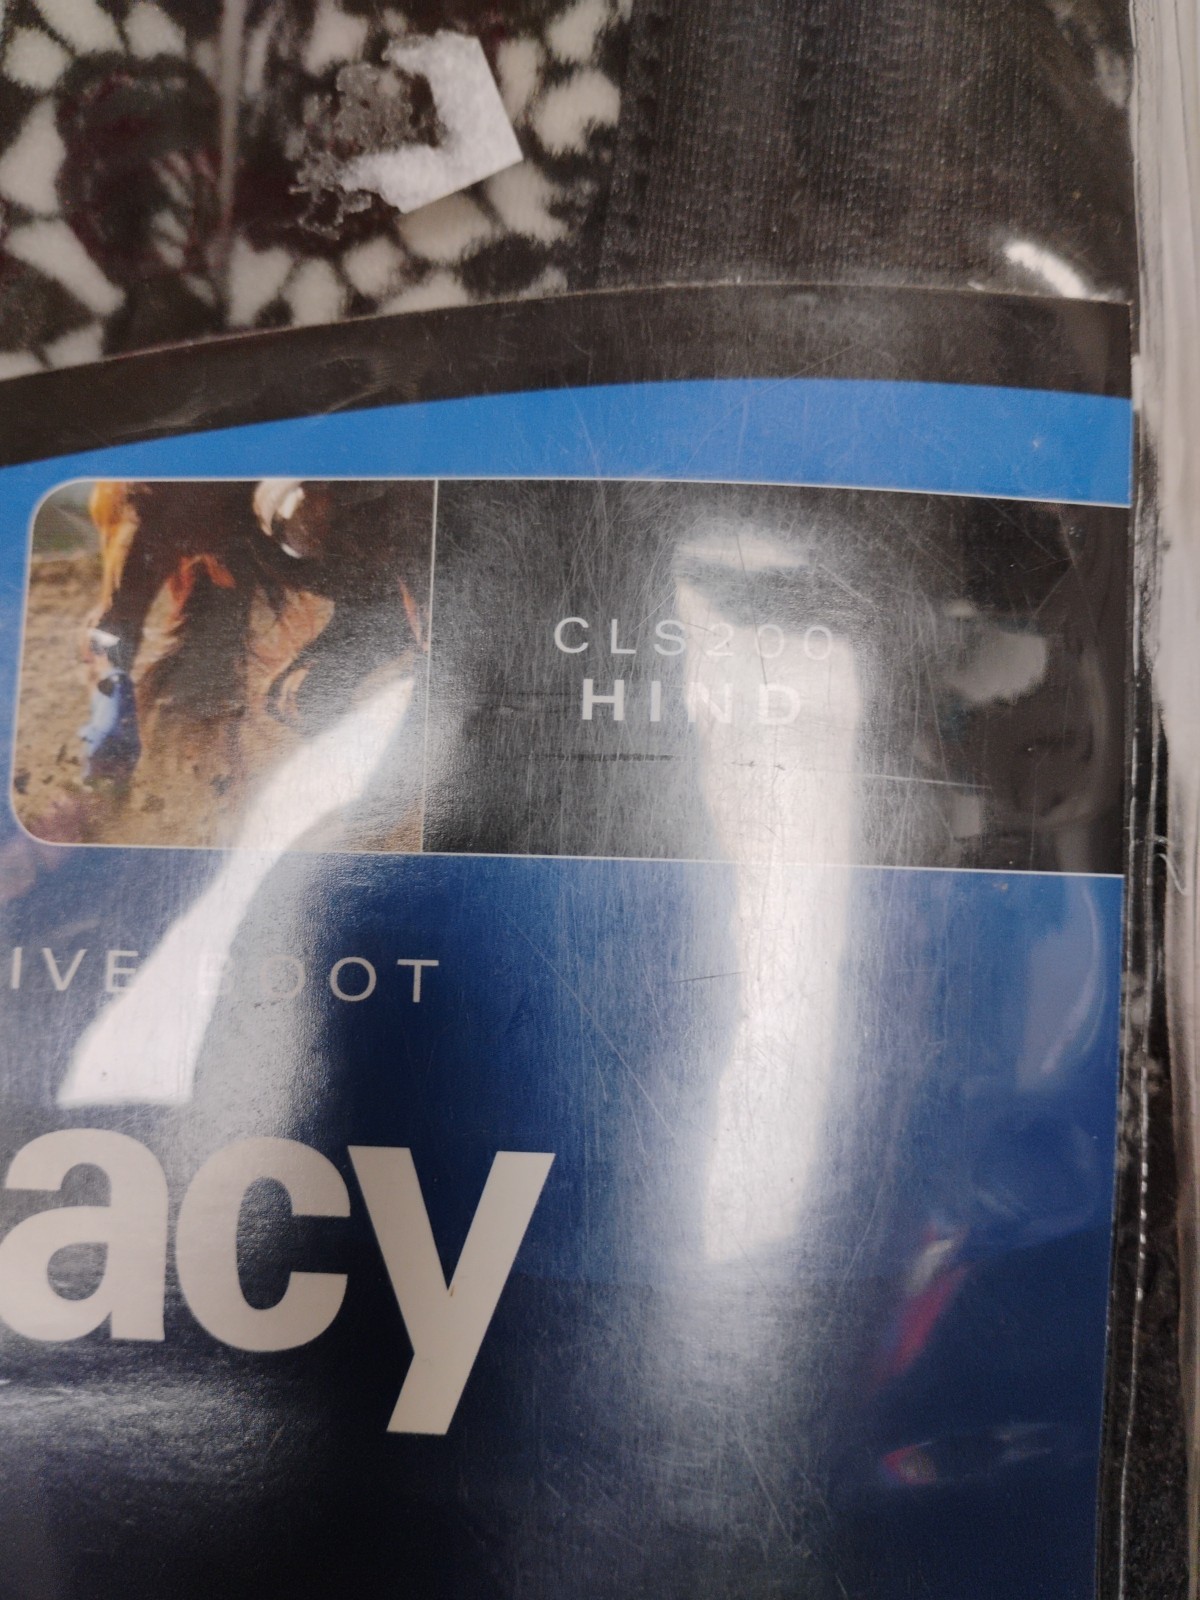 CLS200
HIND
IVE BOOT
acy